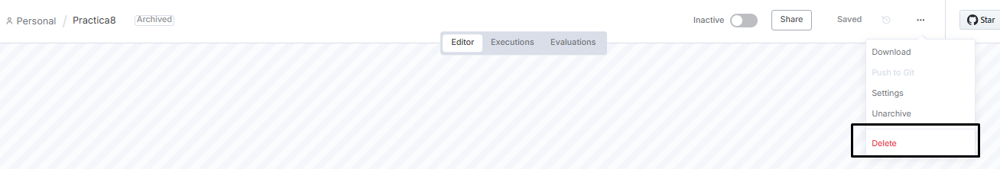 Personal / Practica8 Archived Inactive Share Saved ... Star
Editor Executions Evaluations
Download
Push to Git
Settings
Unarchive
Delete